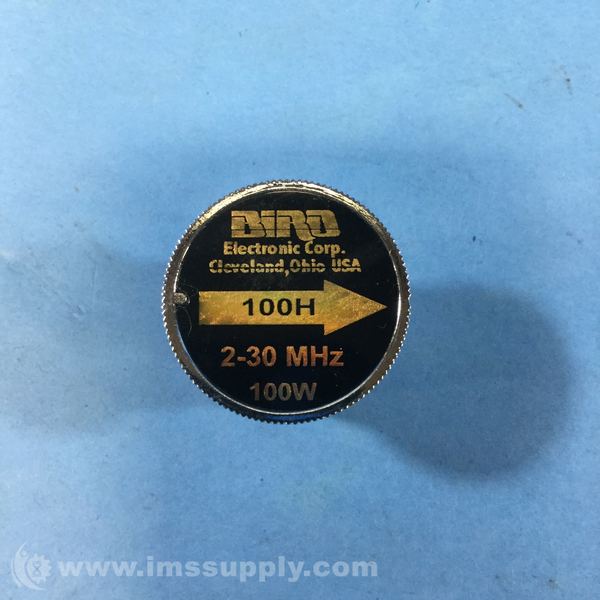 BIRD
Electronic Corp.
Cleveland,Ohio USA
100H
2-30 MHz
100W
www.imssupply.com